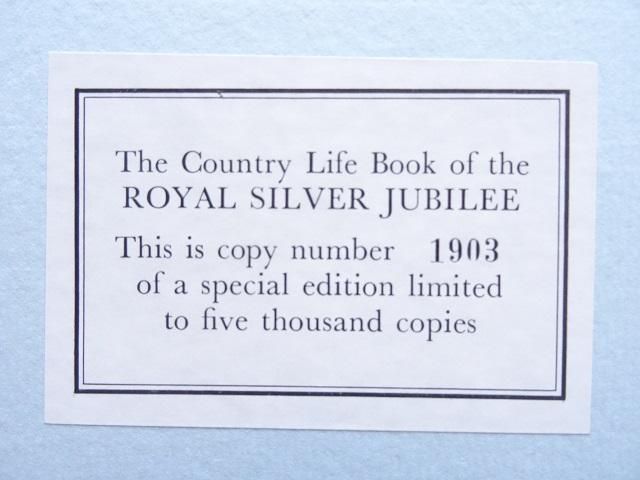 The Country Life Book of the
ROYAL SILVER JUBILEE
This is copy number 1903
of a special edition limited
to five thousand copies